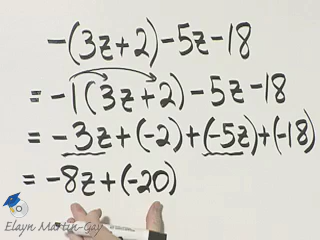 -(3z+2)-5z-18
= -1(3z+2)-5z-18
= -3z+(-2)+(-5z)+(-18)
= -8z+(-20)
Elayn Martin-Gay